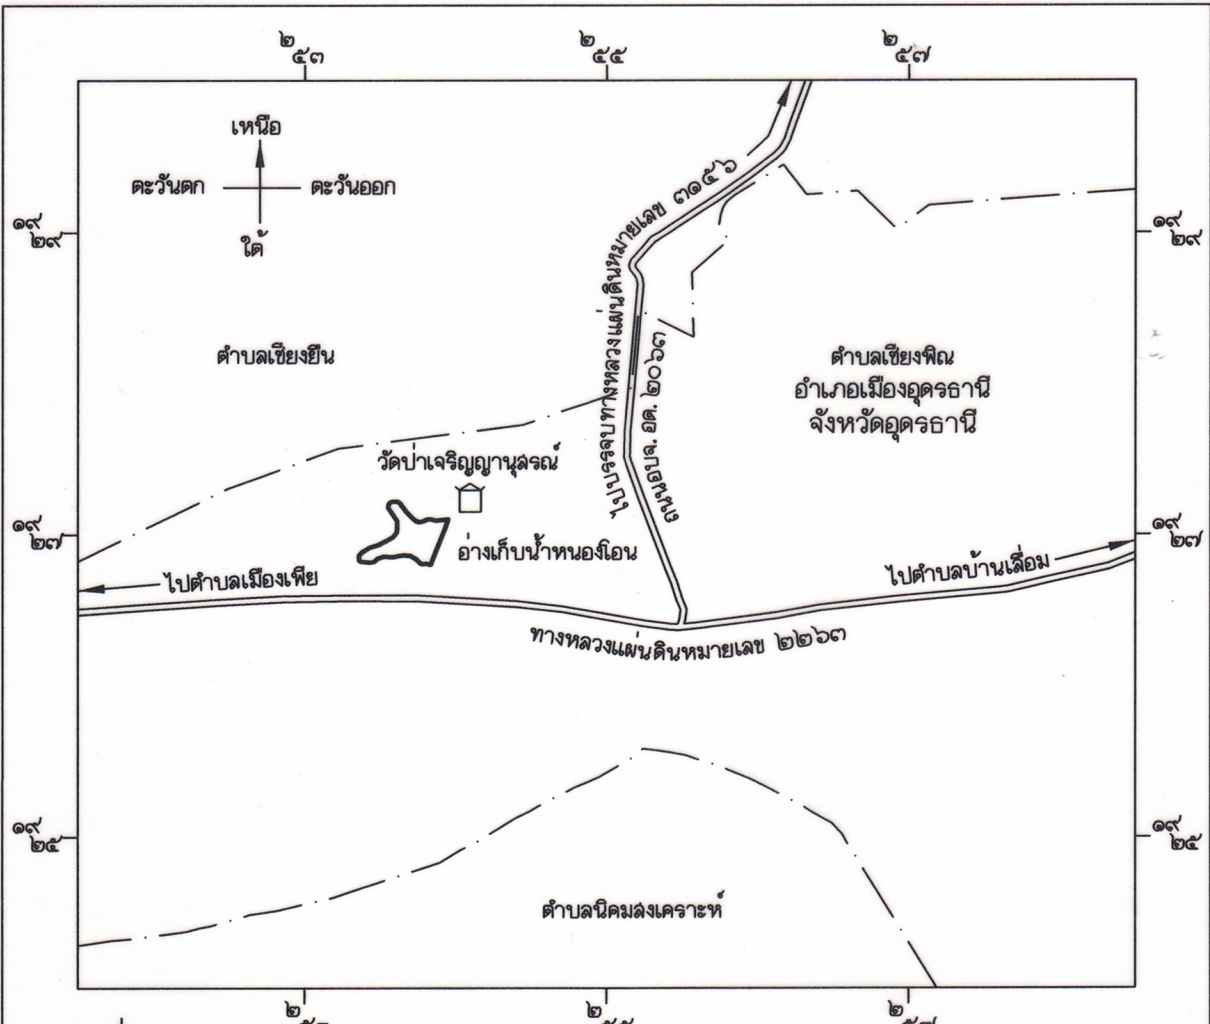 ๒๕๓
๒๕๕
๒๕๗
เหนือ
ตะวันตก
ตะวันออก
ใต้
๑๙๒๙
๑๙๒๙
ไปบรรจบทางหลวงแผ่นดินหมายเลข ๓๑๕๖
ถนน อบจ. อด. ๒๐๖๓
ตำบลเชียงยืน
ตำบลเชียงพิณ
อำเภอเมืองอุดรธานี
จังหวัดอุดรธานี
วัดป่าเจริญญานุสรณ์
๑๙๒๗
๑๙๒๗
อ่างเก็บน้ำหนองโอน
ไปตำบลเมืองเพีย
ไปตำบลบ้านเลื่อม
ทางหลวงแผ่นดินหมายเลข ๒๒๖๓
๑๙๒๕
๑๙๒๕
ตำบลนิคมสงเคราะห์